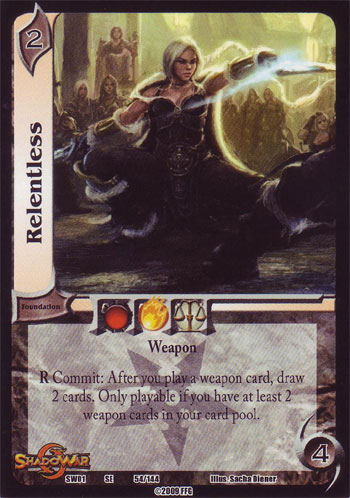 2
Relentless
Foundation
Weapon
R Commit: After you play a weapon card, draw
2 cards. Only playable if you have at least 2
weapon cards in your card pool.
4
SHADOWAR
SW01 SE 54/144 Illus. Sacha Diener
©2009 FFG